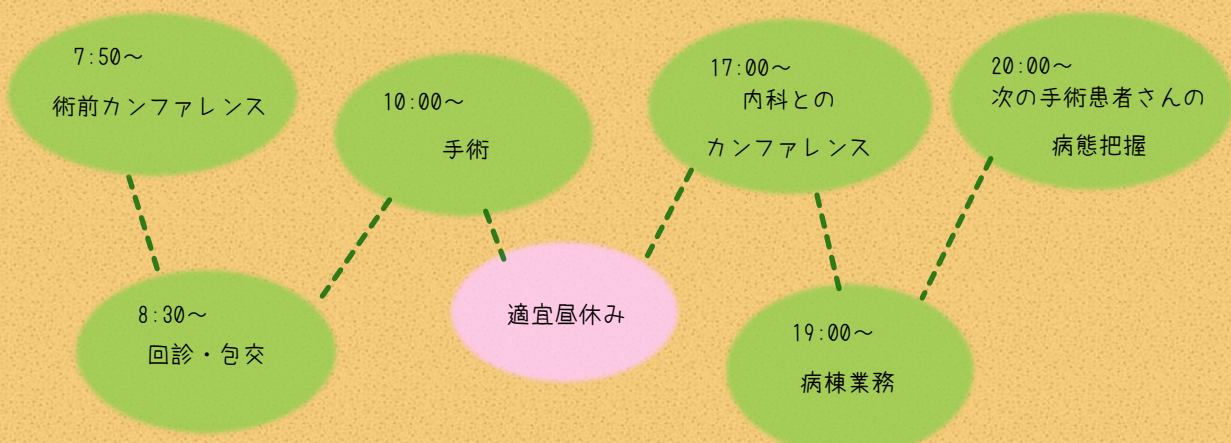 7:50～
術前カンファレンス
8:30～
回診・包交
10:00～
手術
適宜昼休み
17:00～
内科との
カンファレンス
19:00～
病棟業務
20:00～
次の手術患者さんの
病態把握